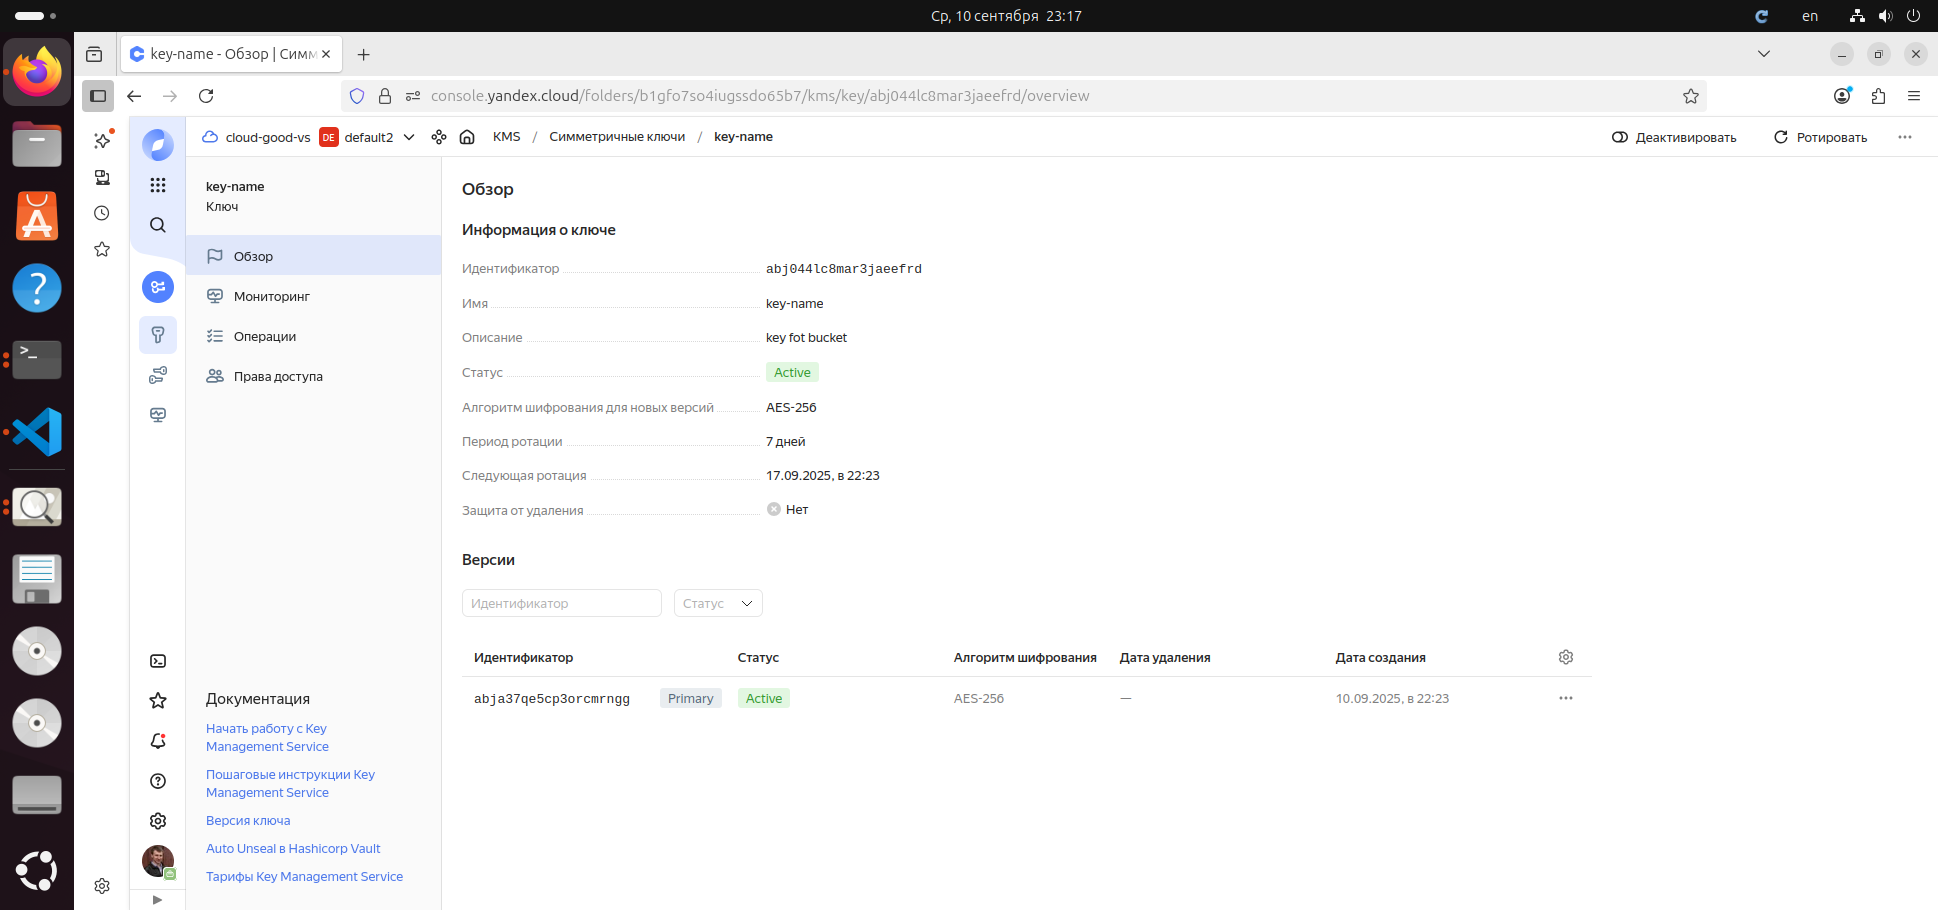 Ср, 10 сентября 23:17
en
key-name - Обзор | Симм
console.yandex.cloud/folders/b1gfo7so4iugssdo65b7/kms/key/abj044lc8mar3jaeefrd/overview
cloud-good-vs DE default2 KMS / Симметричные ключи / key-name
Деактивировать Ротировать
key-name
Ключ
Обзор
Мониторинг
Операции
Права доступа
Документация
Начать работу с Key
Management Service
Пошаговые инструкции Key
Management Service
Версия ключа
Auto Unseal в Hashicorp Vault
Тарифы Key Management Service
Обзор
Информация о ключе
Идентификатор abj044lc8mar3jaeefrd
Имя key-name
Описание key fot bucket
Статус Active
Алгоритм шифрования для новых версий AES-256
Период ротации 7 дней
Следующая ротация 17.09.2025, в 22:23
Защита от удаления Нет
Версии
Идентификатор Статус
Идентификатор Статус Алгоритм шифрования Дата удаления Дата создания
abja37qe5cp3orcmrngg Primary Active AES-256 — 10.09.2025, в 22:23